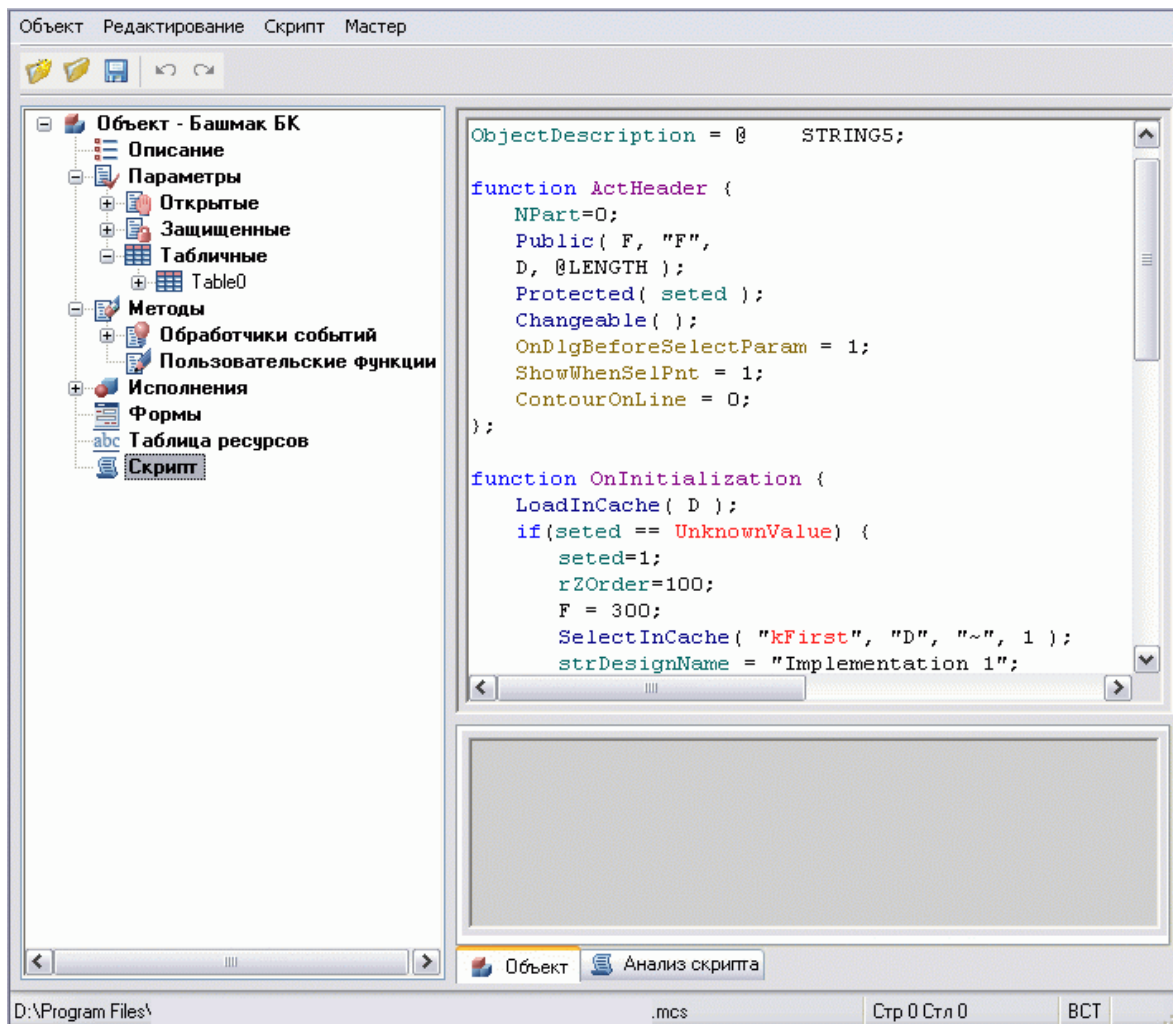 Объект Редактирование Скрипт Мастер
Объект - Башмак БК
Описание
Параметры
Открытые
Защищенные
Табличные
Table0
Методы
Обработчики событий
Пользовательские функции
Исполнения
Формы
abc Таблица ресурсов
Скрипт
ObjectDescription = @ STRING5;
function ActHeader {
NPart=0;
Public( F, "F",
D, @LENGTH );
Protected( seted );
Changeable( );
OnDlgBeforeSelectParam = 1;
ShowWhenSelPnt = 1;
ContourOnLine = 0;
};
function OnInitialization {
LoadInCache( D );
if(seted == UnknownValue) {
seted=1;
rZOrder=100;
F = 300;
SelectInCache( "kFirst", "D", "~", 1 );
strDesignName = "Implementation 1";
Объект Анализ скрипта
D:\Program Files\ .mcs Стр 0 Стл 0 ВСТ